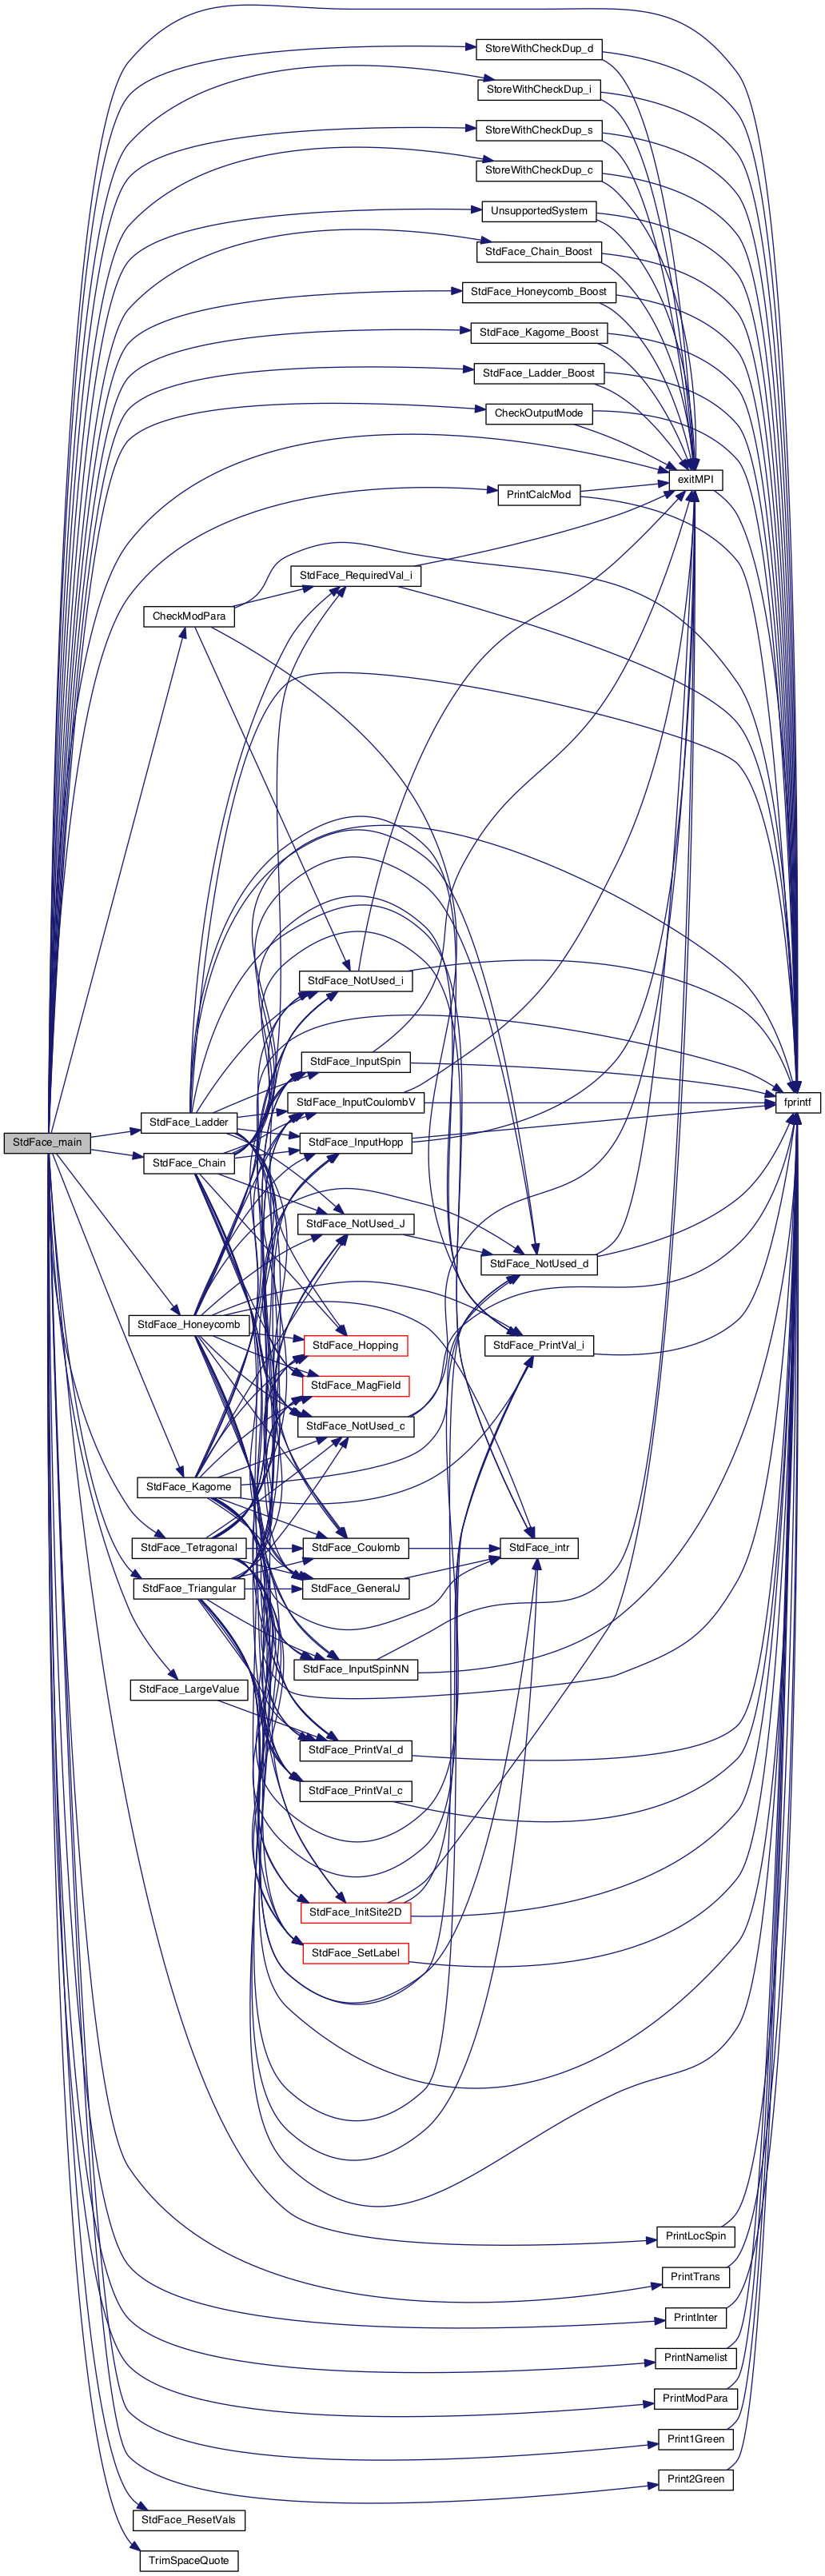 StoreWithCheckDup_d
StoreWithCheckDup_i
StoreWithCheckDup_s
StoreWithCheckDup_c
UnsupportedSystem
StdFace_Chain_Boost
StdFace_Honeycomb_Boost
StdFace_Kagome_Boost
StdFace_Ladder_Boost
CheckOutputMode
exitMPI
PrintCalcMod
StdFace_RequiredVal_i
CheckModPara
StdFace_NotUsed_i
StdFace_InputSpin
StdFace_InputCoulombV
fprintf
StdFace_Ladder
StdFace_main
StdFace_InputHopp
StdFace_Chain
StdFace_NotUsed_J
StdFace_NotUsed_d
StdFace_Honeycomb
StdFace_Hopping
StdFace_PrintVal_i
StdFace_MagField
StdFace_NotUsed_c
StdFace_Kagome
StdFace_Tetragonal
StdFace_Coulomb
StdFace_intr
StdFace_Triangular
StdFace_GeneralJ
StdFace_InputSpinNN
StdFace_LargeValue
StdFace_PrintVal_d
StdFace_PrintVal_c
StdFace_InitSite2D
StdFace_SetLabel
PrintLocSpin
PrintTrans
PrintInter
PrintNamelist
PrintModPara
Print1Green
Print2Green
StdFace_ResetVals
TrimSpaceQuote